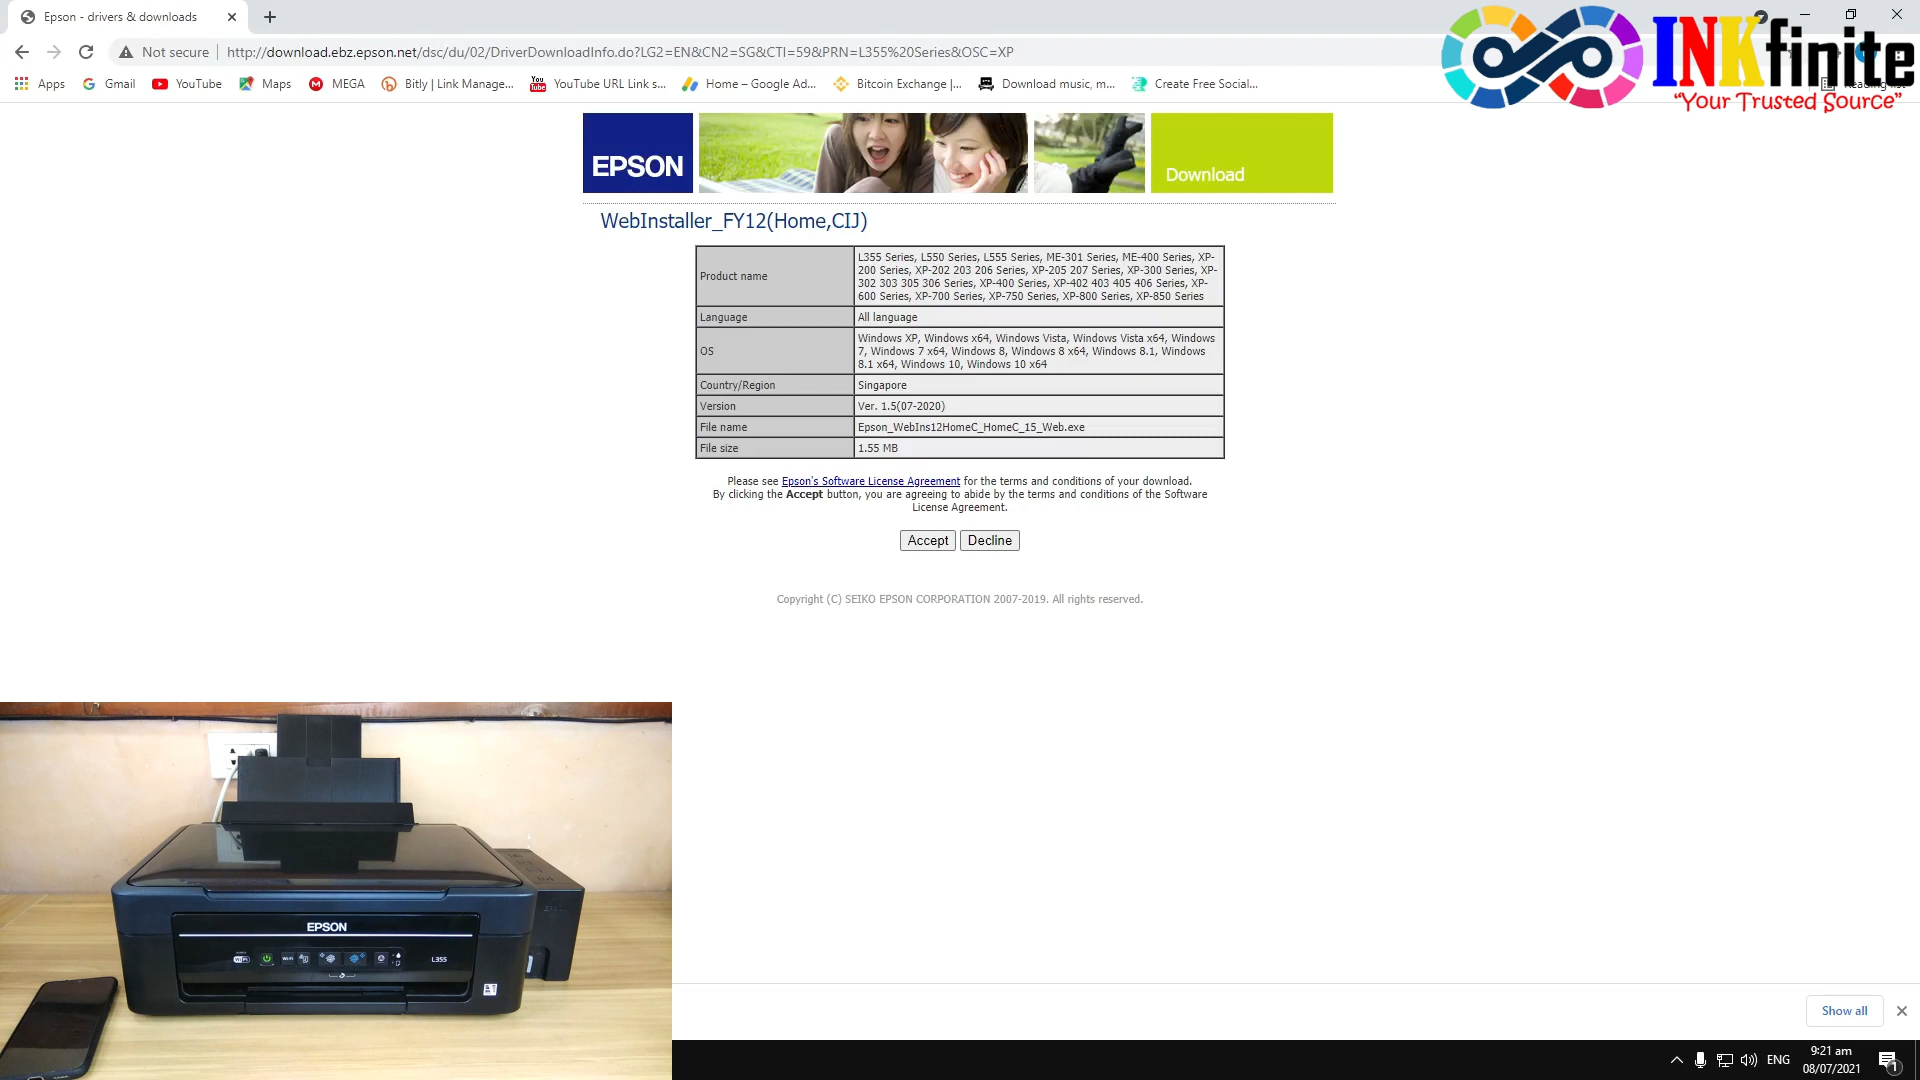 Epson - drivers & downloads
Not secure
http://download.ebz.epson.net/dsc/du/02/DriverDownloadInfo.do?LG2=EN&CN2=SG&CTI=59&PRN=L355%20Series&OSC=XP
INKfinite
"Your Trusted Source"
Apps
Gmail
YouTube
Maps
MEGA
Bitly | Link Manage...
You Tube
YouTube URL Link s...
Home – Google Ad...
Bitcoin Exchange |...
Download music, m...
Create Free Social...
EPSON
Download
WebInstaller_FY12(Home,CIJ)
Product name
L355 Series, L550 Series, L555 Series, ME-301 Series, ME-400 Series, XP-
200 Series, XP-202 203 206 Series, XP-205 207 Series, XP-300 Series, XP-
302 303 305 306 Series, XP-400 Series, XP-402 403 405 406 Series, XP-
600 Series, XP-700 Series, XP-750 Series, XP-800 Series, XP-850 Series
Language
All language
OS
Windows XP, Windows x64, Windows Vista, Windows Vista x64, Windows
7, Windows 7 x64, Windows 8, Windows 8 x64, Windows 8.1, Windows
8.1 x64, Windows 10, Windows 10 x64
Country/Region
Singapore
Version
Ver. 1.5(07-2020)
File name
Epson_WebIns12HomeC_HomeC_15_Web.exe
File size
1.55 MB
Please see Epson's Software License Agreement for the terms and conditions of your download.
By clicking the Accept button, you are agreeing to abide by the terms and conditions of the Software
License Agreement.
Accept
Decline
Copyright (C) SEIKO EPSON CORPORATION 2007-2019. All rights reserved.
EPSON
L355
Show all
ENG
9:21 am
08/07/2021
1